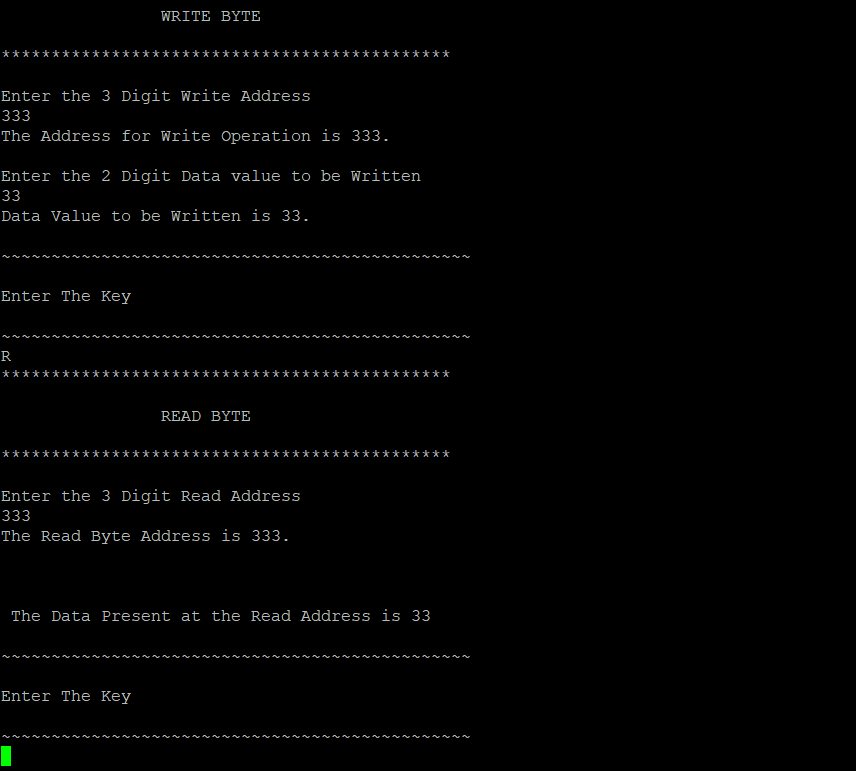 WRITE BYTE
*********************************************
Enter the 3 Digit Write Address
333
The Address for Write Operation is 333.
Enter the 2 Digit Data value to be Written
33
Data Value to be Written is 33.
~~~~~~~~~~~~~~~~~~~~~~~~~~~~~~~~~~~~~~~~~~~~~~~
Enter The Key
~~~~~~~~~~~~~~~~~~~~~~~~~~~~~~~~~~~~~~~~~~~~~~~
R
*********************************************
READ BYTE
*********************************************
Enter the 3 Digit Read Address
333
The Read Byte Address is 333.
The Data Present at the Read Address is 33
~~~~~~~~~~~~~~~~~~~~~~~~~~~~~~~~~~~~~~~~~~~~~~~
Enter The Key
~~~~~~~~~~~~~~~~~~~~~~~~~~~~~~~~~~~~~~~~~~~~~~~